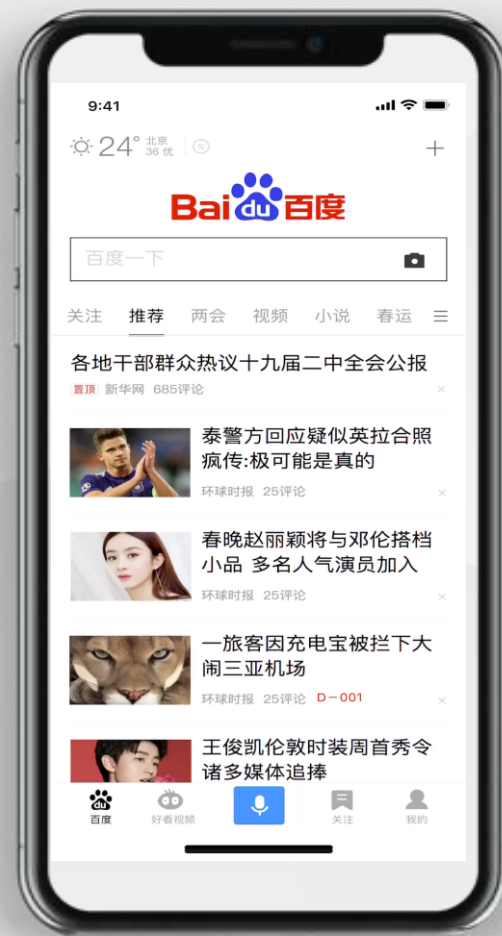 9:41
24°
北京
36 优
+
Bai du 百度
百度一下
关注 推荐 两会 视频 小说 春运
各地干部群众热议十九届二中全会公报
置顶 新华网 685评论
泰警方回应疑似英拉合照
疯传:极可能是真的
环球时报 25评论
春晚赵丽颖将与邓伦搭档
小品 多名人气演员加入
环球时报 25评论
一旅客因充电宝被拦下大
闹三亚机场
环球时报 25评论 D－001
王俊凯伦敦时装周首秀令
诸多媒体追捧
百度 好看视频 关注 我的